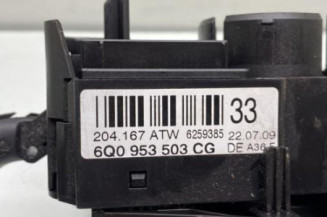 33
204.167 ATW 6259385 22.07.09
6Q0 953 503 CG DE A36.5